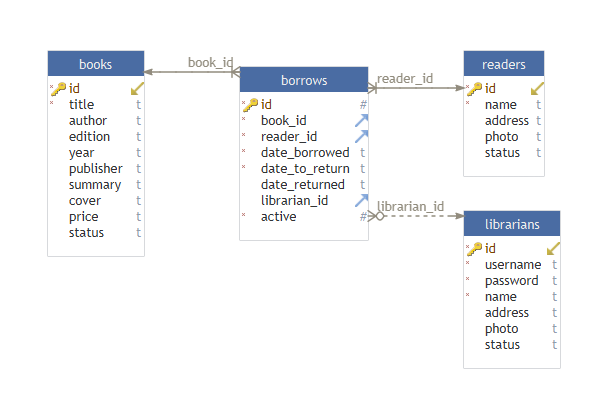 books
id
* title t
* author t
edition t
year t
publisher t
summary t
cover t
price t
status t
book_id
borrows
* id #
* book_id
* reader_id
* date_borrowed t
* date_to_return t
date_returned t
librarian_id
* active #
reader_id
readers
* id
* name t
address t
photo t
status t
librarian_id
librarians
* id
* username t
* password t
* name t
address t
photo t
status t